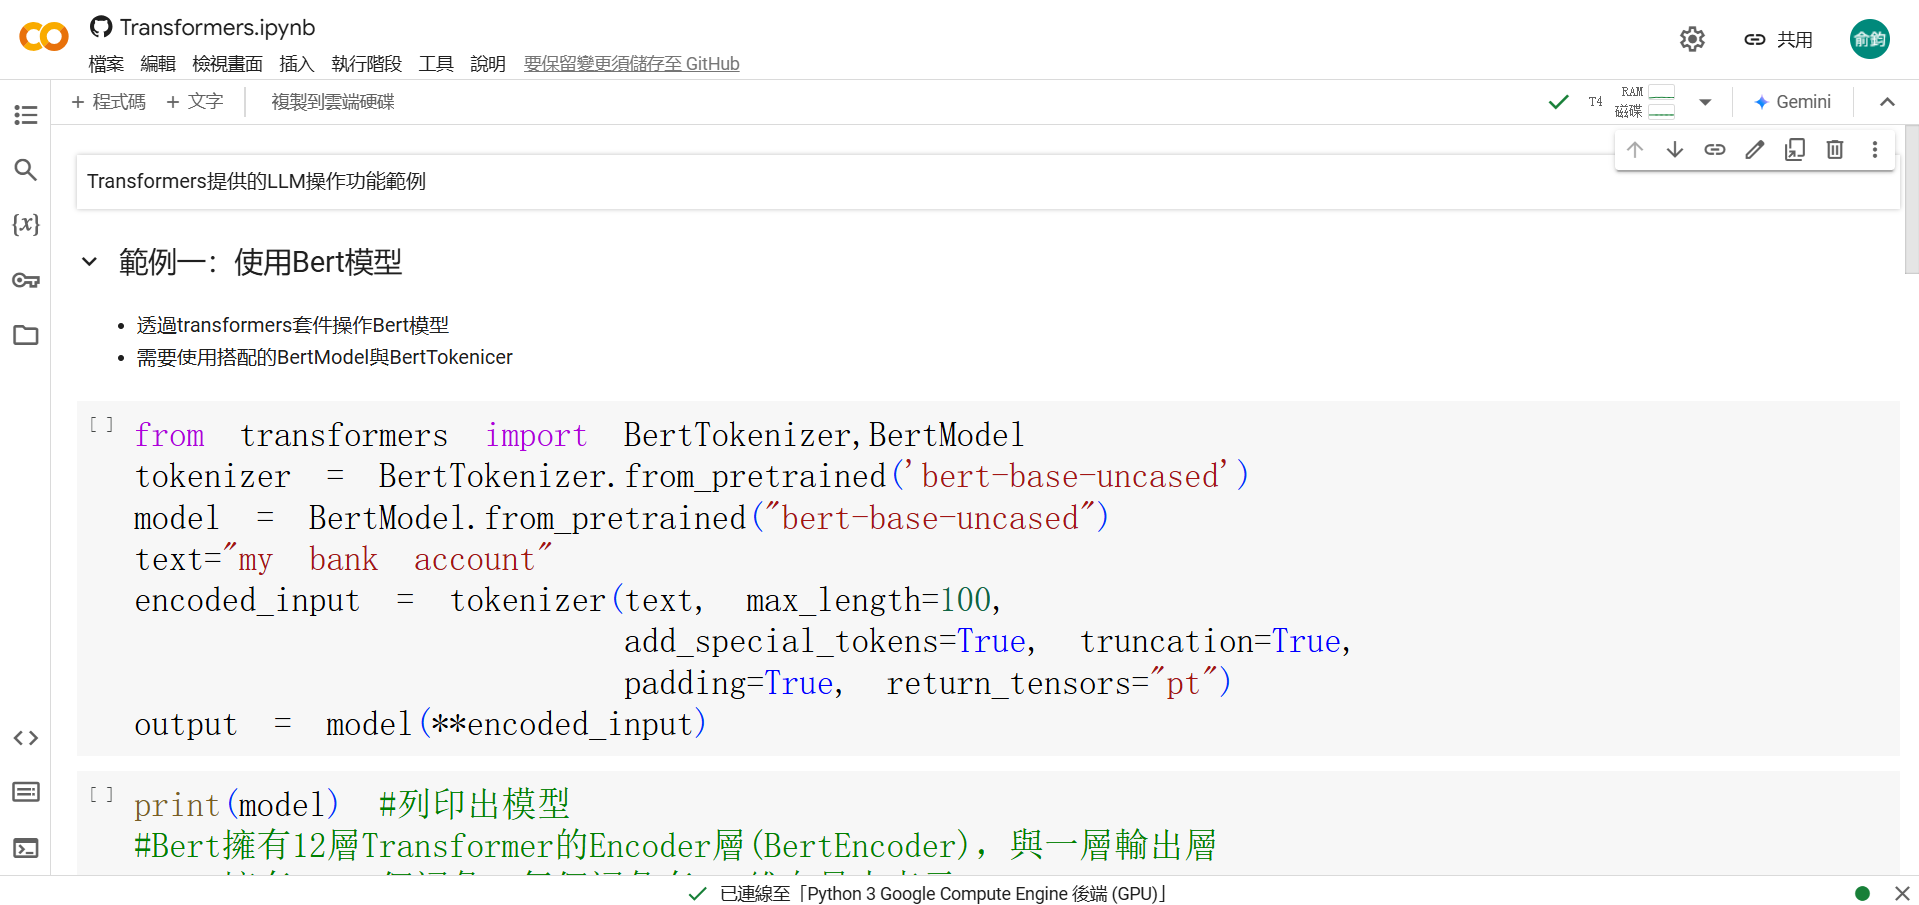 Transformers.ipynb
檔案 編輯 檢視畫面 插入 執行階段 工具 說明 要保留變更須儲存至 GitHub
共用
俞鈞
+ 程式碼 + 文字 複製到雲端硬碟
T4 RAM 磁碟 Gemini
Transformers提供的LLM操作功能範例
範例一：使用Bert模型
• 透過transformers套件操作Bert模型
• 需要使用搭配的BertModel與BertTokenicer
[ ] from transformers import BertTokenizer,BertModel
tokenizer = BertTokenizer.from_pretrained('bert-base-uncased')
model = BertModel.from_pretrained("bert-base-uncased")
text="my bank account"
encoded_input = tokenizer(text, max_length=100,
add_special_tokens=True, truncation=True,
padding=True, return_tensors="pt")
output = model(**encoded_input)
[ ] print(model) #列印出模型
#Bert擁有12層Transformer的Encoder層(BertEncoder)，與一層輸出層
已連線至「Python 3 Google Compute Engine 後端 (GPU)」